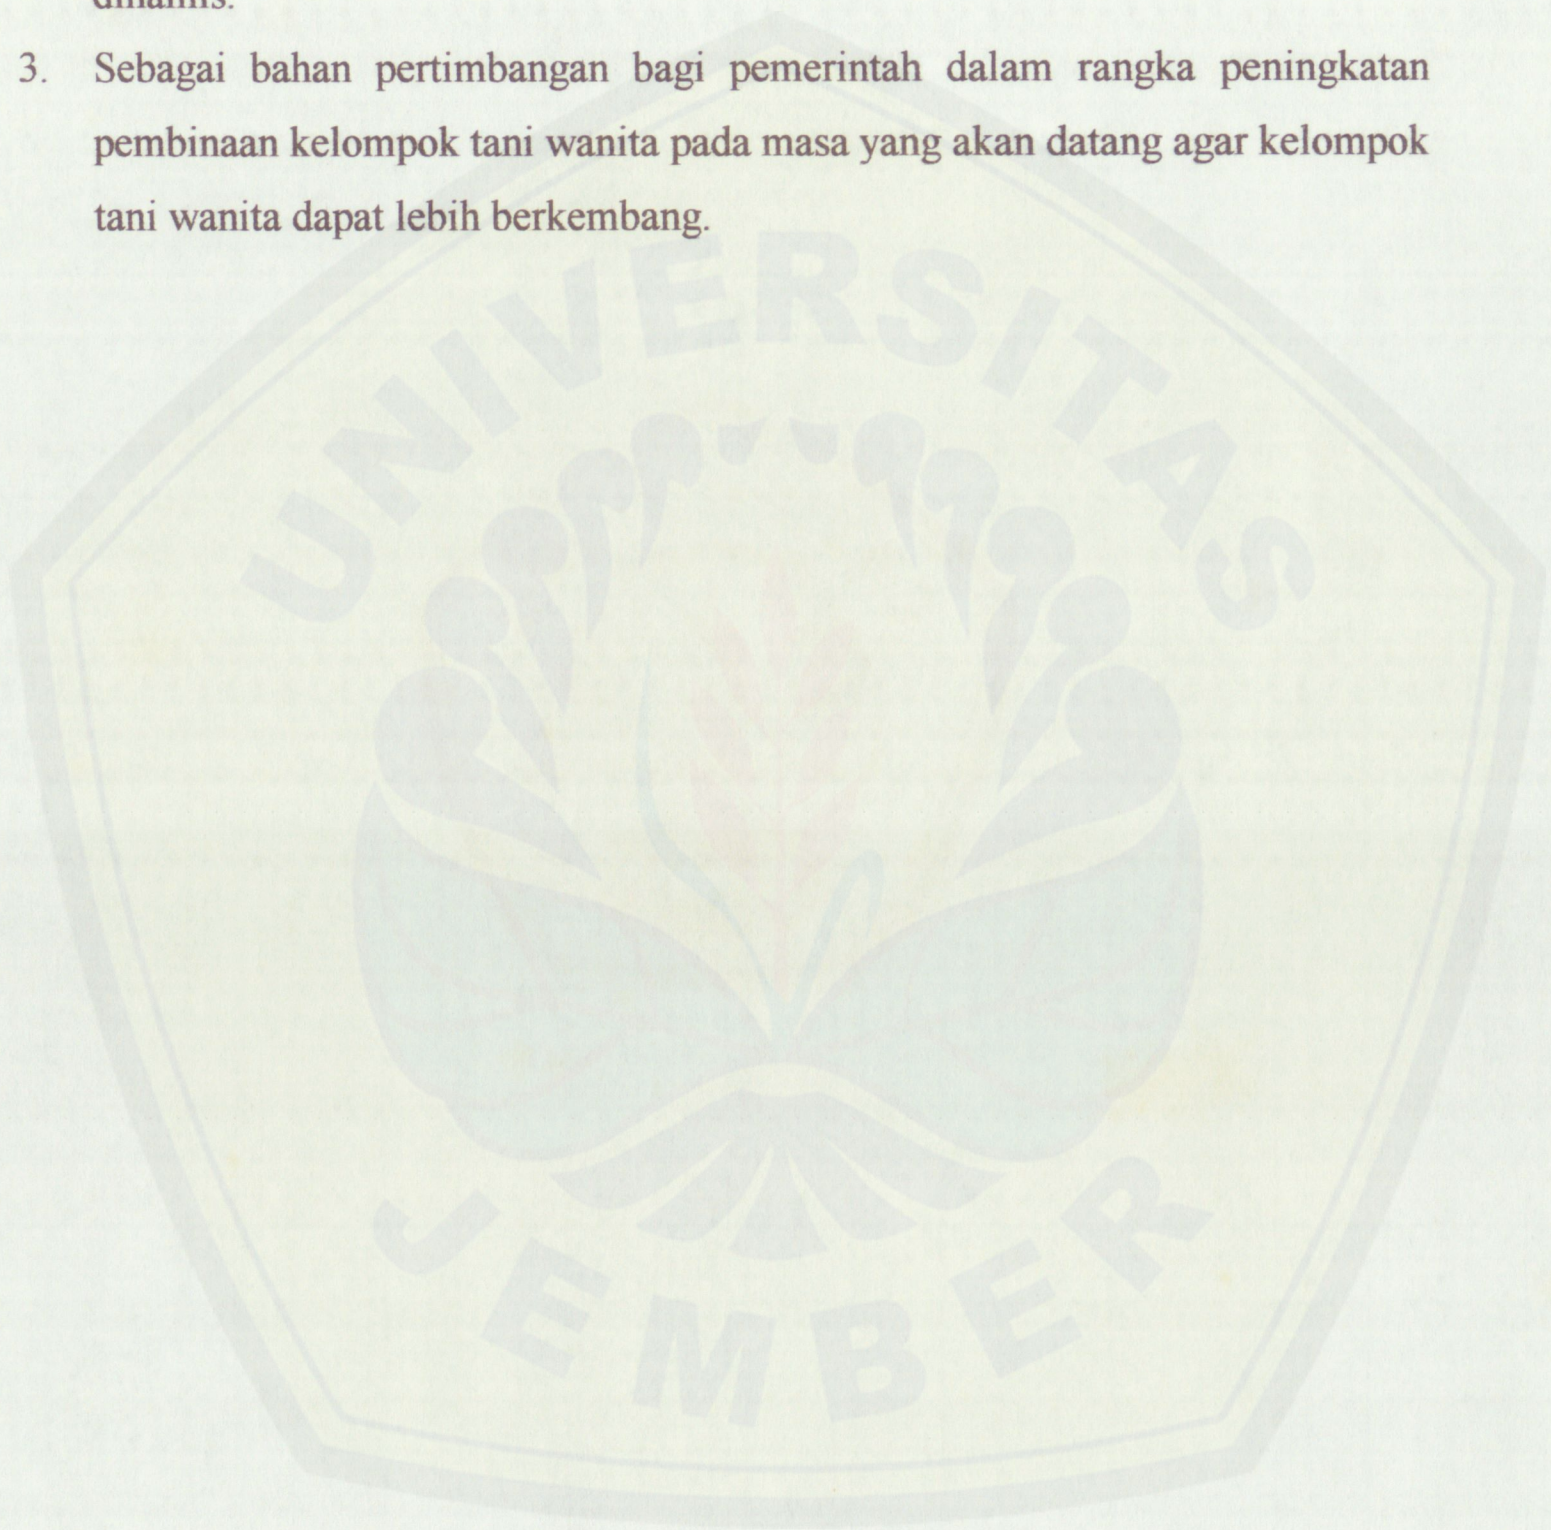 dinamis.
3. Sebagai bahan pertimbangan bagi pemerintah dalam rangka peningkatan
pembinaan kelompok tani wanita pada masa yang akan datang agar kelompok
tani wanita dapat lebih berkembang.
UNIVERSITAS
JEMBER